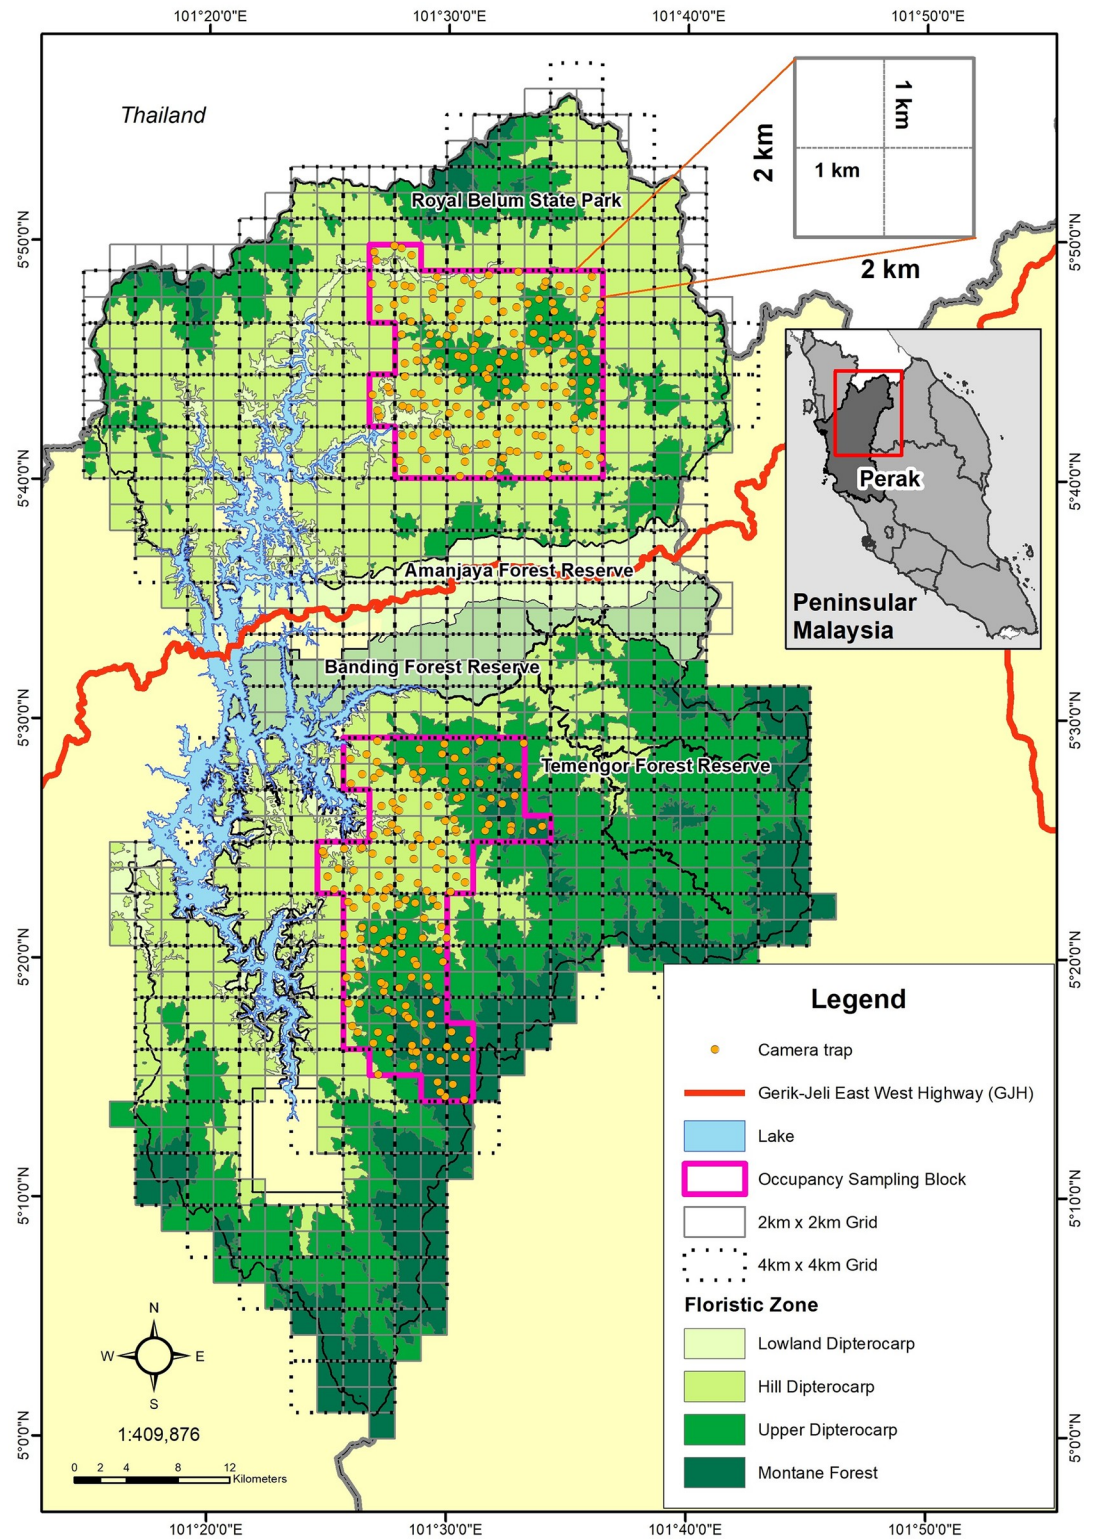 101°20'0"E 101°30'0"E 101°40'0"E 101°50'0"E
Thailand
1 km
2 km
1 km
2 km
Royal Belum State Park
5°50'0"N
5°50'0"N
Perak
5°40'0"N
5°40'0"N
Amanjaya Forest Reserve
Peninsular
Malaysia
Banding Forest Reserve
5°30'0"N
5°30'0"N
Temengor Forest Reserve
5°20'0"N
5°20'0"N
Legend
Camera trap
Gerik-Jeli East West Highway (GJH)
Lake
Occupancy Sampling Block
2km x 2km Grid
4km x 4km Grid
Floristic Zone
Lowland Dipterocarp
Hill Dipterocarp
Upper Dipterocarp
Montane Forest
5°10'0"N
5°10'0"N
N
W E
S
1:409,876
0 2 4 8 12
Kilometers
5°0'0"N
5°0'0"N
101°20'0"E 101°30'0"E 101°40'0"E 101°50'0"E